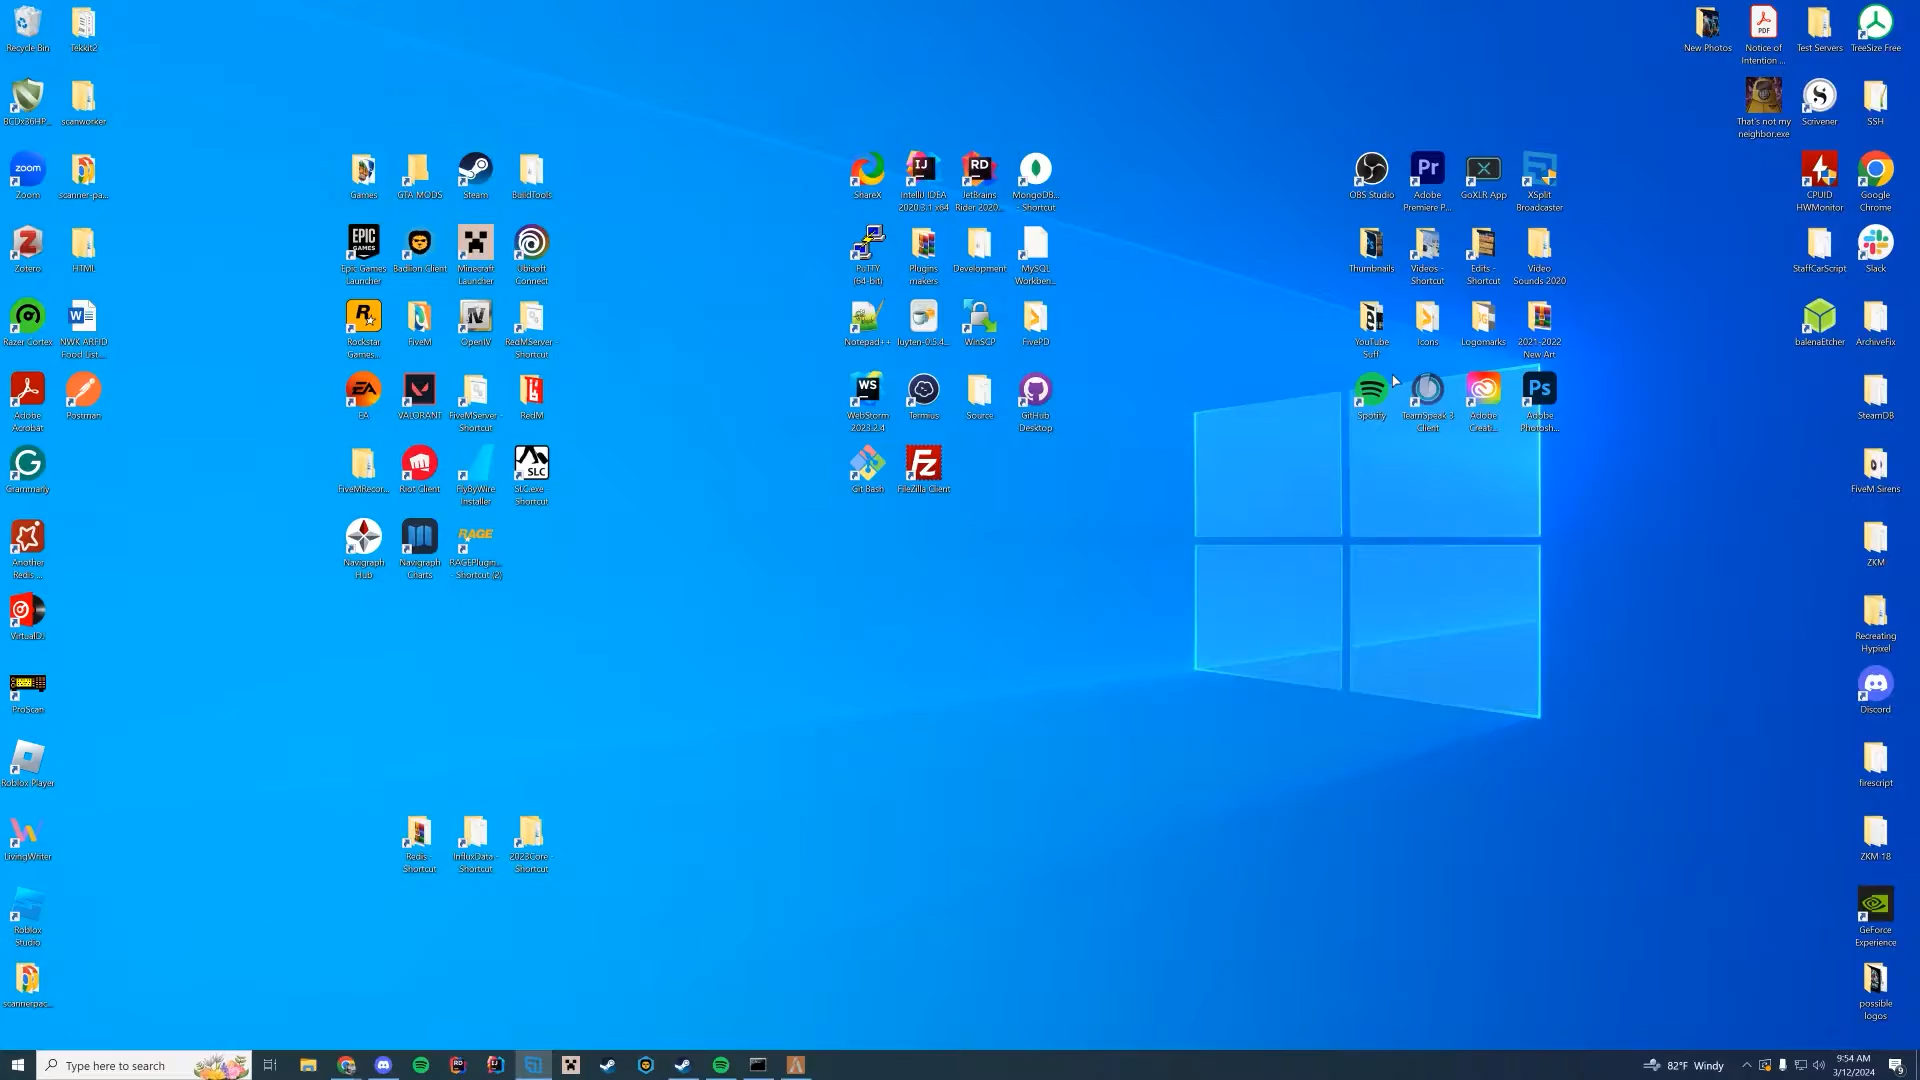 Recycle Bin
Tekkit2
New Photos
Notice of
Intention ...
Test Servers
TreeSize Free
BCDx36HP...
scanworker
That's not my
neighbor.exe
Scrivener
SSH
Zoom
scanner-pa...
Games
GTA MODS
Steam
BuildTools
ShareX
IntelliJ IDEA
2020.3.1 x64
JetBrains
Rider 2020...
MongoDB...
- Shortcut
OBS Studio
Adobe
Premiere P...
GoXLR App
XSplit
Broadcaster
CPUID
HWMonitor
Google
Chrome
Zotero
HTML
Epic Games
Launcher
Badlion Client
Minecraft
Launcher
Ubisoft
Connect
PuTTY
(64-bit)
Plugins
makers
Development
MySQL
Workben...
Thumbnails
Videos -
Shortcut
Edits -
Shortcut
Video
Sounds 2020
StaffCarScript
Slack
Razer Cortex
NWK ARFID
Food List....
Rockstar
Games...
FiveM
OpenIV
RedMServer -
Shortcut
Notepad++
luyten-0.5.4...
WinSCP
FivePD
YouTube
Suff
Icons
Logomarks
2021-2022
New Art
balenaEtcher
ArchiveFix
Adobe
Acrobat
Postman
EA
VALORANT
FiveMServer -
Shortcut
RedM
WebStorm
2023.2.4
Termius
Source
GitHub
Desktop
Spotify
TeamSpeak 3
Client
Adobe
Creati...
Adobe
Photosh...
SteamDB
Grammarly
FiveMRecor...
Riot Client
FlyByWire
Installer
SLC.exe -
Shortcut
Git Bash
FileZilla Client
FiveM Sirens
Another
Redis ...
Navigraph
Hub
Navigraph
Charts
RAGEPlugin...
- Shortcut (2)
ZKM
VirtualDJ
Recreating
Hypixel
ProScan
Discord
Roblox Player
firescript
LivingWriter
Redis -
Shortcut
InfluxData -
Shortcut
2023Core -
Shortcut
ZKM 18
Roblox
Studio
GeForce
Experience
scannerpac...
possible
logos
Type here to search
82°F Windy
9:54 AM
3/12/2024